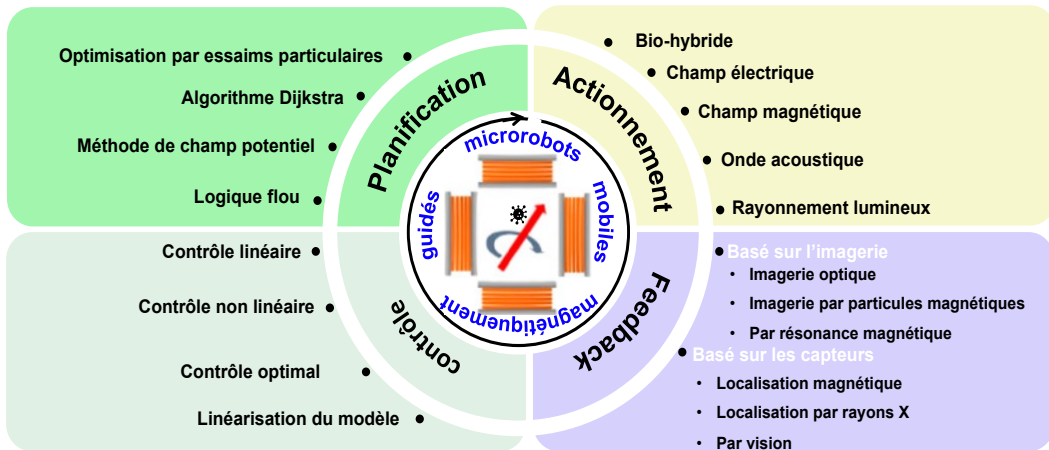 Optimisation par essaims particulaires
Algorithme Dijkstra
Méthode de champ potentiel
Logique flou
Planification
Actionnement
Bio-hybride
Champ électrique
Champ magnétique
Onde acoustique
Rayonnement lumineux
microrobots
mobiles
magnétiquement
guidés
Contrôle linéaire
Contrôle non linéaire
Contrôle optimal
Linéarisation du modèle
contrôle
Feedback
Basé sur l’imagerie
Imagerie optique
Imagerie par particules magnétiques
Par résonance magnétique
Basé sur les capteurs
Localisation magnétique
Localisation par rayons X
Par vision